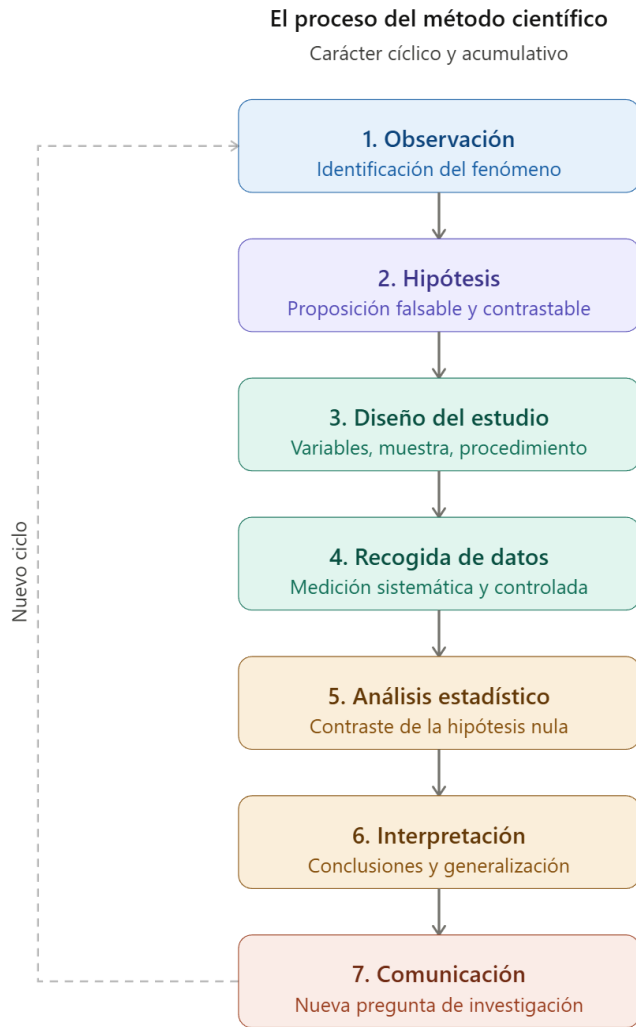 El proceso del método científico
Carácter cíclico y acumulativo
1. Observación
Identificación del fenómeno
2. Hipótesis
Proposición falsable y contrastable
3. Diseño del estudio
Variables, muestra, procedimiento
4. Recogida de datos
Medición sistemática y controlada
Nuevo ciclo
5. Análisis estadístico
Contraste de la hipótesis nula
6. Interpretación
Conclusiones y generalización
7. Comunicación
Nueva pregunta de investigación